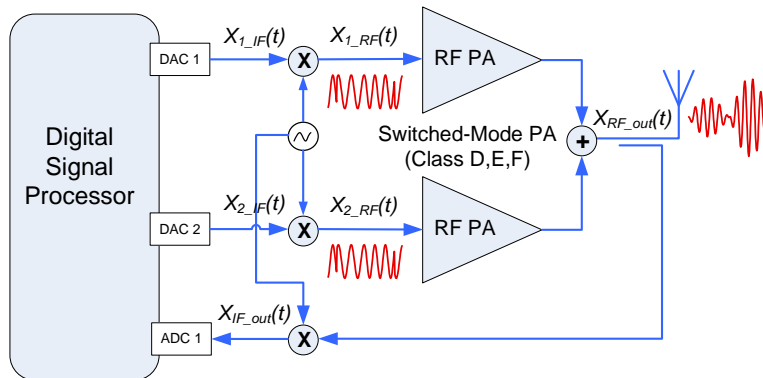 Digital
Signal
Processor
DAC 1
X1_IF(t)
X
X1_RF(t)
RF PA
Switched-Mode PA
(Class D,E,F)
+
XRF_out(t)
DAC 2
X2_IF(t)
X
X2_RF(t)
RF PA
ADC 1
XIF_out(t)
X